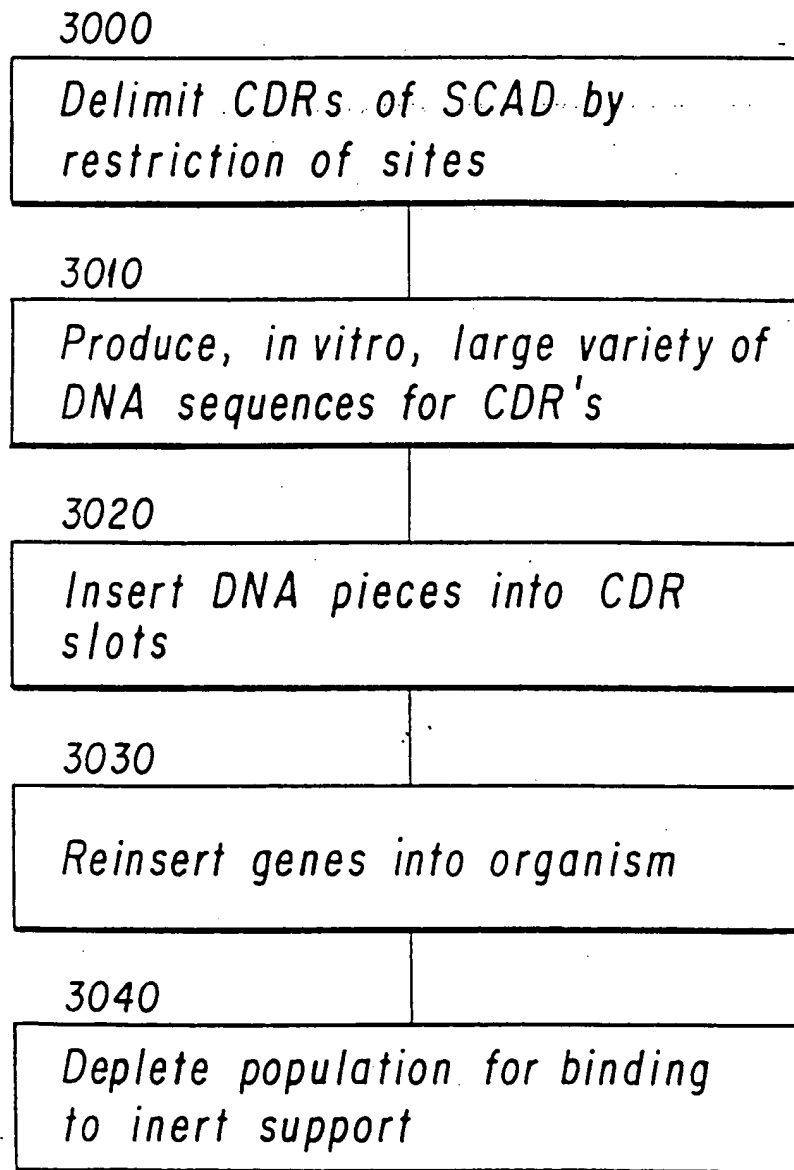 3000
Delimit CDRs of SCAD by
restriction of sites
3010
Produce, in vitro, large variety of
DNA sequences for CDR's
3020
Insert DNA pieces into CDR
slots
3030
Reinsert genes into organism
3040
Deplete population for binding
to inert support